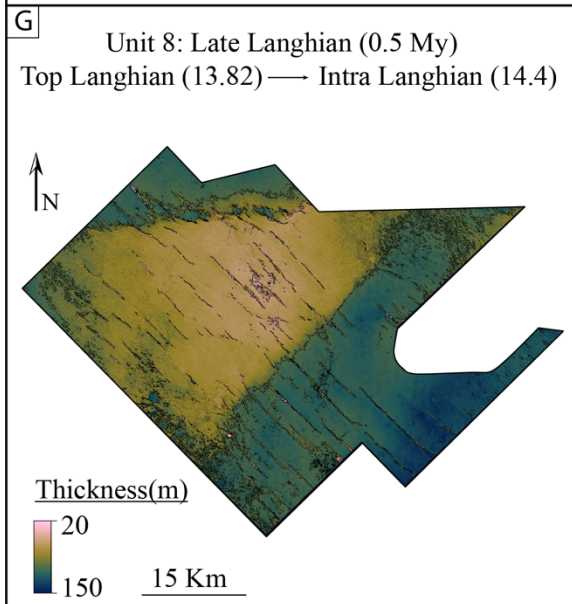 G
Unit 8: Late Langhian (0.5 My)
Top Langhian (13.82) ⟶ Intra Langhian (14.4)
N
Thickness(m)
20
150
15 Km